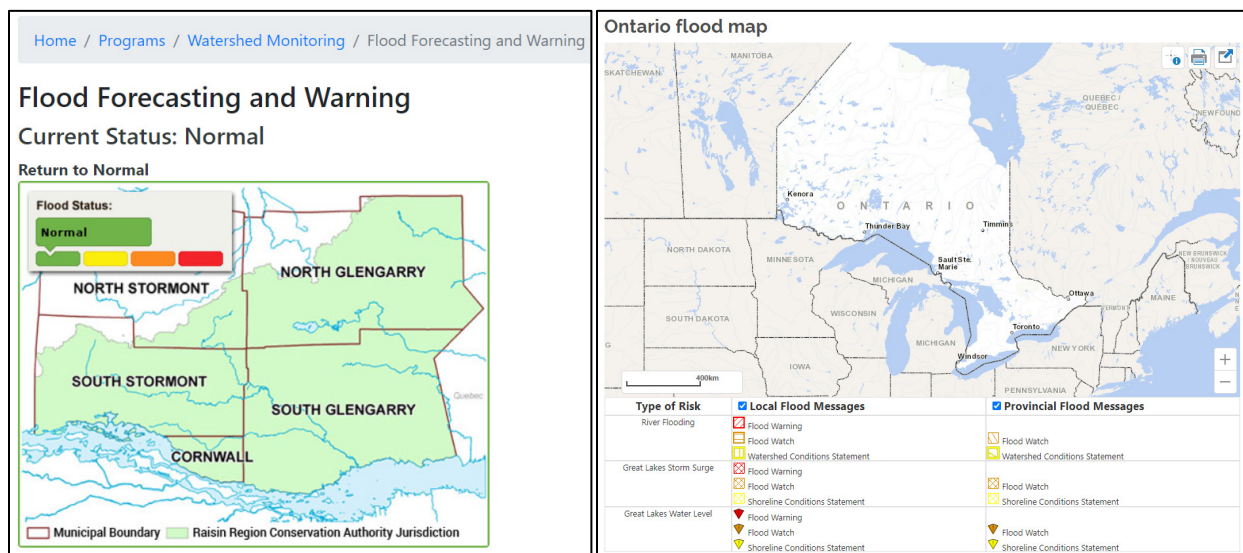 Home / Programs / Watershed Monitoring / Flood Forecasting and Warning
Flood Forecasting and Warning
Current Status: Normal
Return to Normal
Flood Status:
Normal
NORTH GLENGARRY
NORTH STORMONT
SOUTH STORMONT
SOUTH GLENGARRY
Quebec
CORNWALL
Municipal Boundary
Raisin Region Conservation Authority Jurisdiction
Ontario flood map
MANITOBA
SKATCHEWAN
QUEBEC /
QUÉBEC
NEWFOUND
Kenora
ONTARIO
Thunder Bay
Timmins
NORTH DAKOTA
MINNESOTA
Sault Ste.
Marie
NEW BRUNSWICK
NOUVEAU
BRUNSWICK
MICHIGAN
Ottawa
MAINE
SOUTH DAKOTA
WISCONSIN
VERMONT
Toronto
MICHIGAN
NEW YORK
Windsor
IOWA
400km
PENNSYLVANIA
Type of Risk Local Flood Messages Provincial Flood Messages
River Flooding Flood Warning
Flood Watch Flood Watch
Watershed Conditions Statement Watershed Conditions Statement
Great Lakes Storm Surge Flood Warning
Flood Watch Flood Watch
Shoreline Conditions Statement Shoreline Conditions Statement
Great Lakes Water Level Flood Warning
Flood Watch Flood Watch
Shoreline Conditions Statement Shoreline Conditions Statement